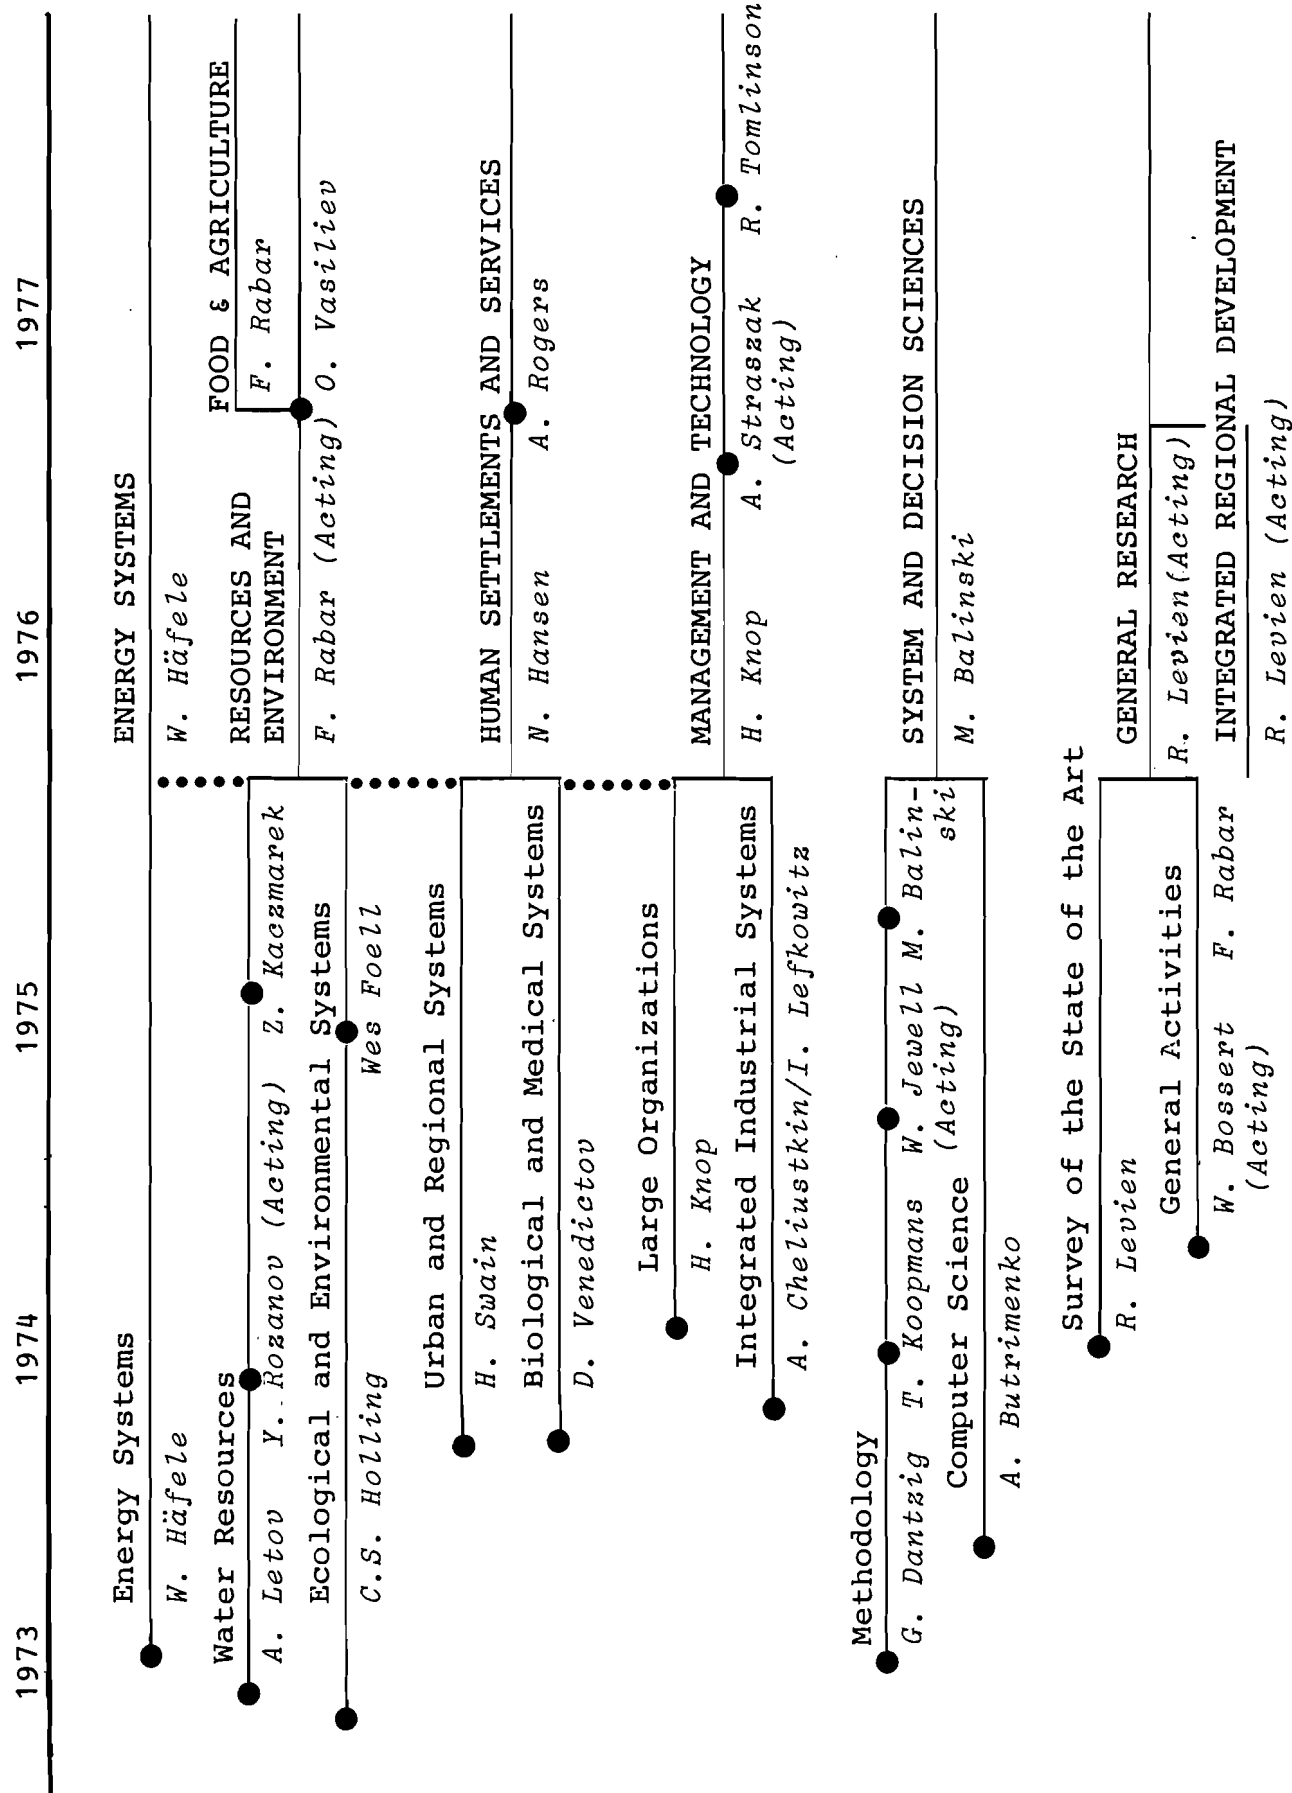 1973 1974 1975 1976 1977
Energy Systems
W. Häfele
ENERGY SYSTEMS
W. Häfele
Water Resources
A. Letov Y. Rozanov (Acting) Z. Kaczmarek
Ecological and Environmental Systems
C.S. Holling Wes Foell
RESOURCES AND
ENVIRONMENT
F. Rabar (Acting) O. Vasiliev
FOOD & AGRICULTURE
F. Rabar
Urban and Regional Systems
H. Swain
Biological and Medical Systems
D. Venedictov
HUMAN SETTLEMENTS AND SERVICES
N. Hansen A. Rogers
Large Organizations
H. Knop
Integrated Industrial Systems
A. Cheliustkin/I. Lefkowitz
MANAGEMENT AND TECHNOLOGY
H. Knop A. Straszak R. Tomlinson
(Acting)
Methodology
G. Dantzig T. Koopmans W. Jewell M. Balin-
(Acting) ski
Computer Science
A. Butrimenko
SYSTEM AND DECISION SCIENCES
M. Balinski
Survey of the State of the Art
R. Levien
General Activities
W. Bossert F. Rabar
(Acting)
GENERAL RESEARCH
R. Levien(Acting)
INTEGRATED REGIONAL DEVELOPMENT
R. Levien (Acting)